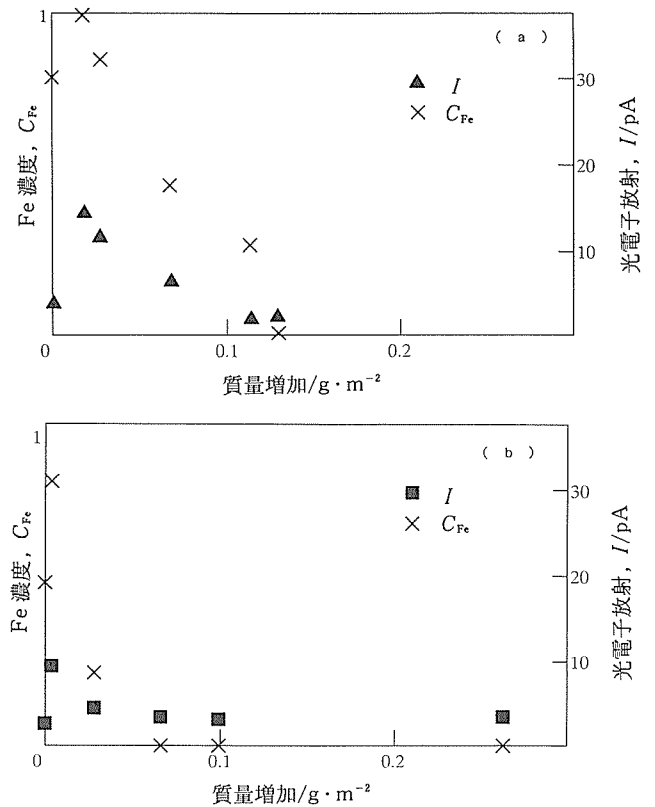 1
( a )
▲ I
× C_Fe
30
20
10
Fe 濃度, C_Fe
光電子放射, I/pA
0
0.1
0.2
質量増加/g・m⁻²
1
( b )
■ I
× C_Fe
30
20
10
Fe 濃度, C_Fe
光電子放射, I/pA
0
0.1
0.2
質量増加/g・m⁻²